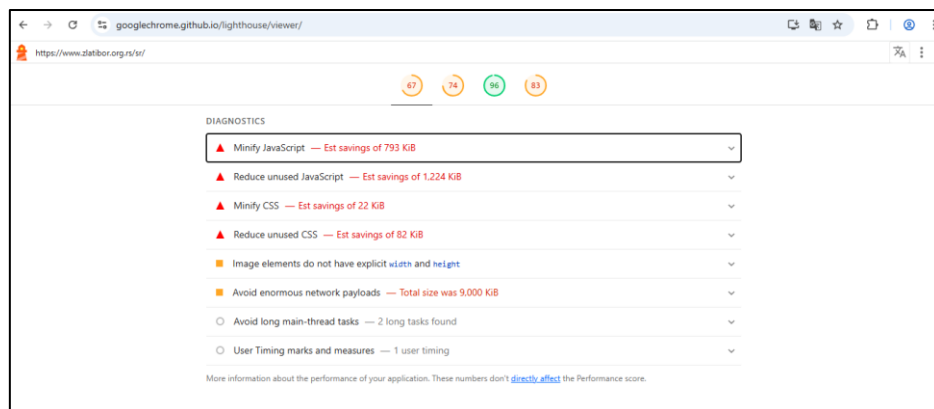 googlechrome.github.io/lighthouse/viewer/
https://www.zlatibor.org.rs/sr/
67 74 96 83
DIAGNOSTICS
Minify JavaScript — Est savings of 793 KiB
Reduce unused JavaScript — Est savings of 1,224 KiB
Minify CSS — Est savings of 22 KiB
Reduce unused CSS — Est savings of 82 KiB
Image elements do not have explicit width and height
Avoid enormous network payloads — Total size was 9,000 KiB
Avoid long main-thread tasks — 2 long tasks found
User Timing marks and measures — 1 user timing
More information about the performance of your application. These numbers don't directly affect the Performance score.